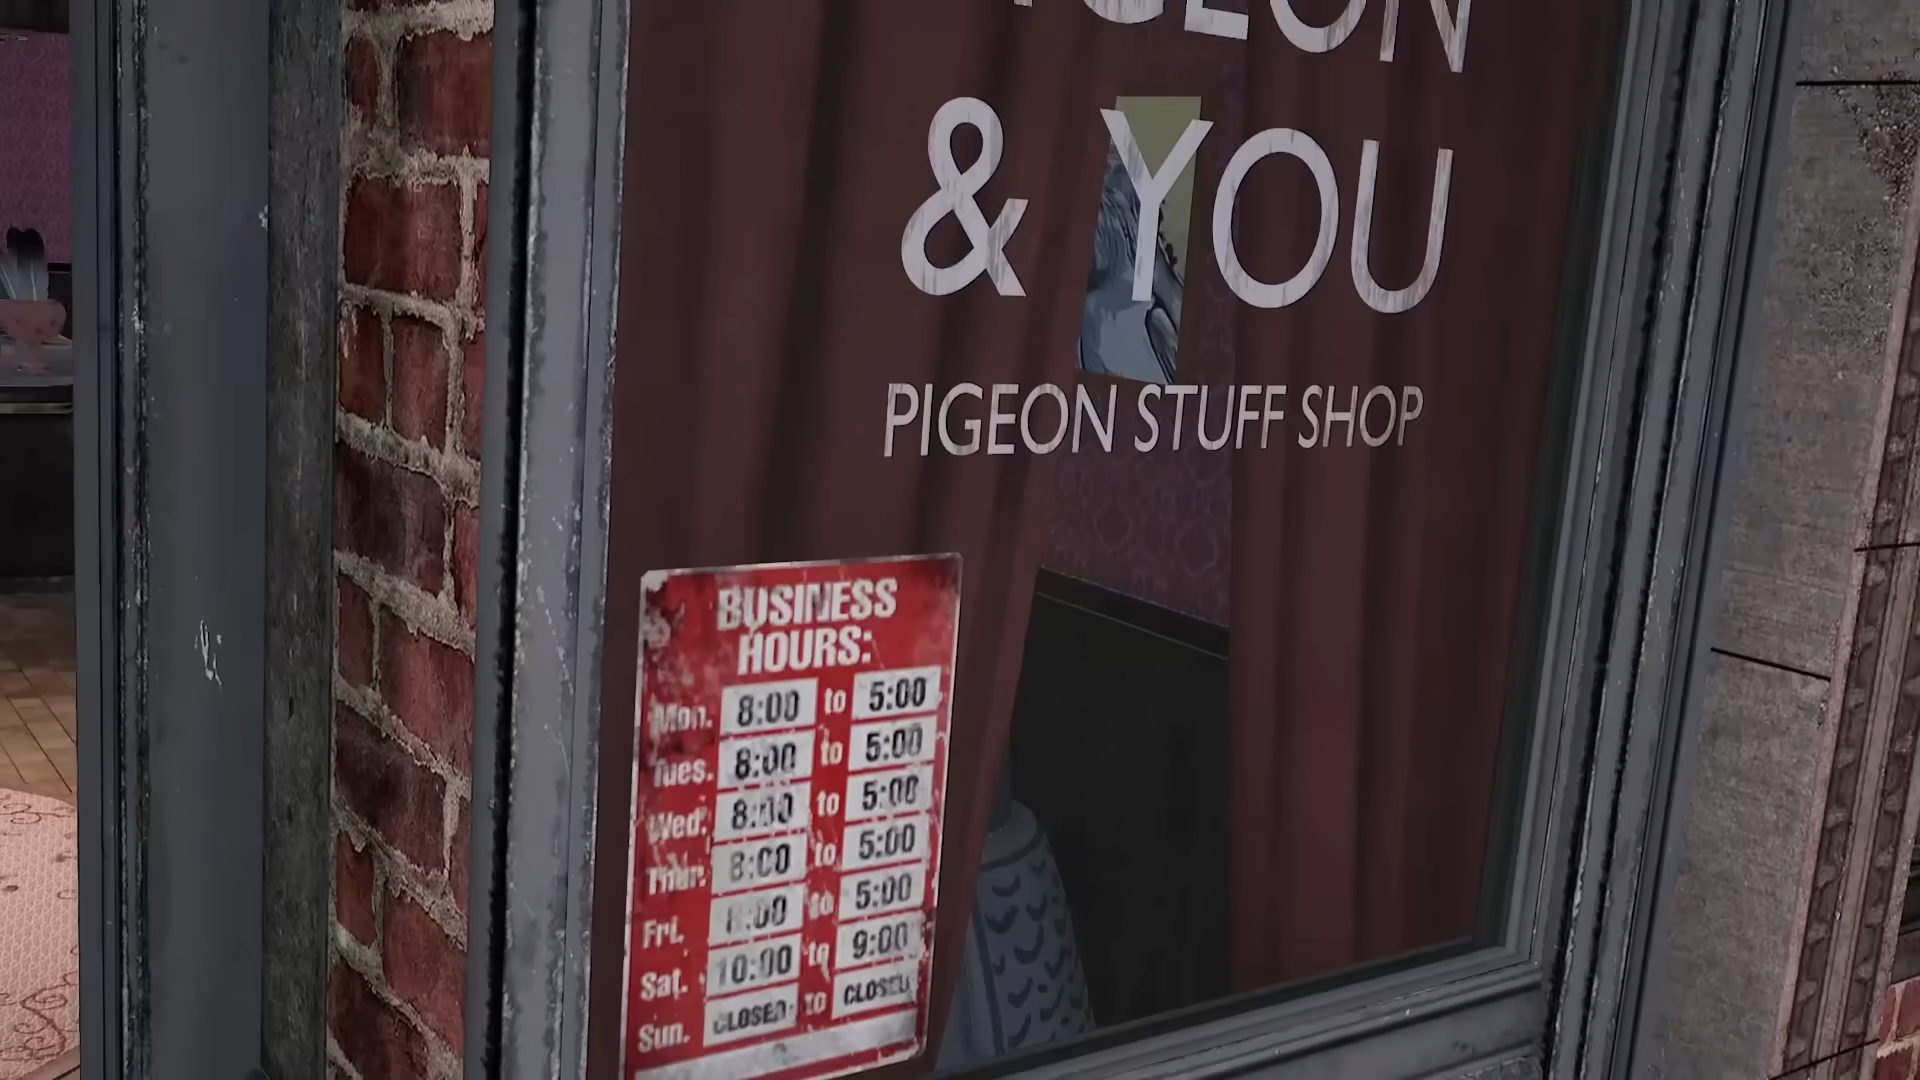 & YOU
PIGEON STUFF SHOP
BUSINESS
HOURS:
Mon. 8:00 to 5:00
Tues. 8:00 to 5:00
Wed. 8:00 to 5:00
Thur. 8:00 to 5:00
Fri. 8:00 to 5:00
Sat. 10:00 to 9:00
Sun. CLOSED to CLOSED